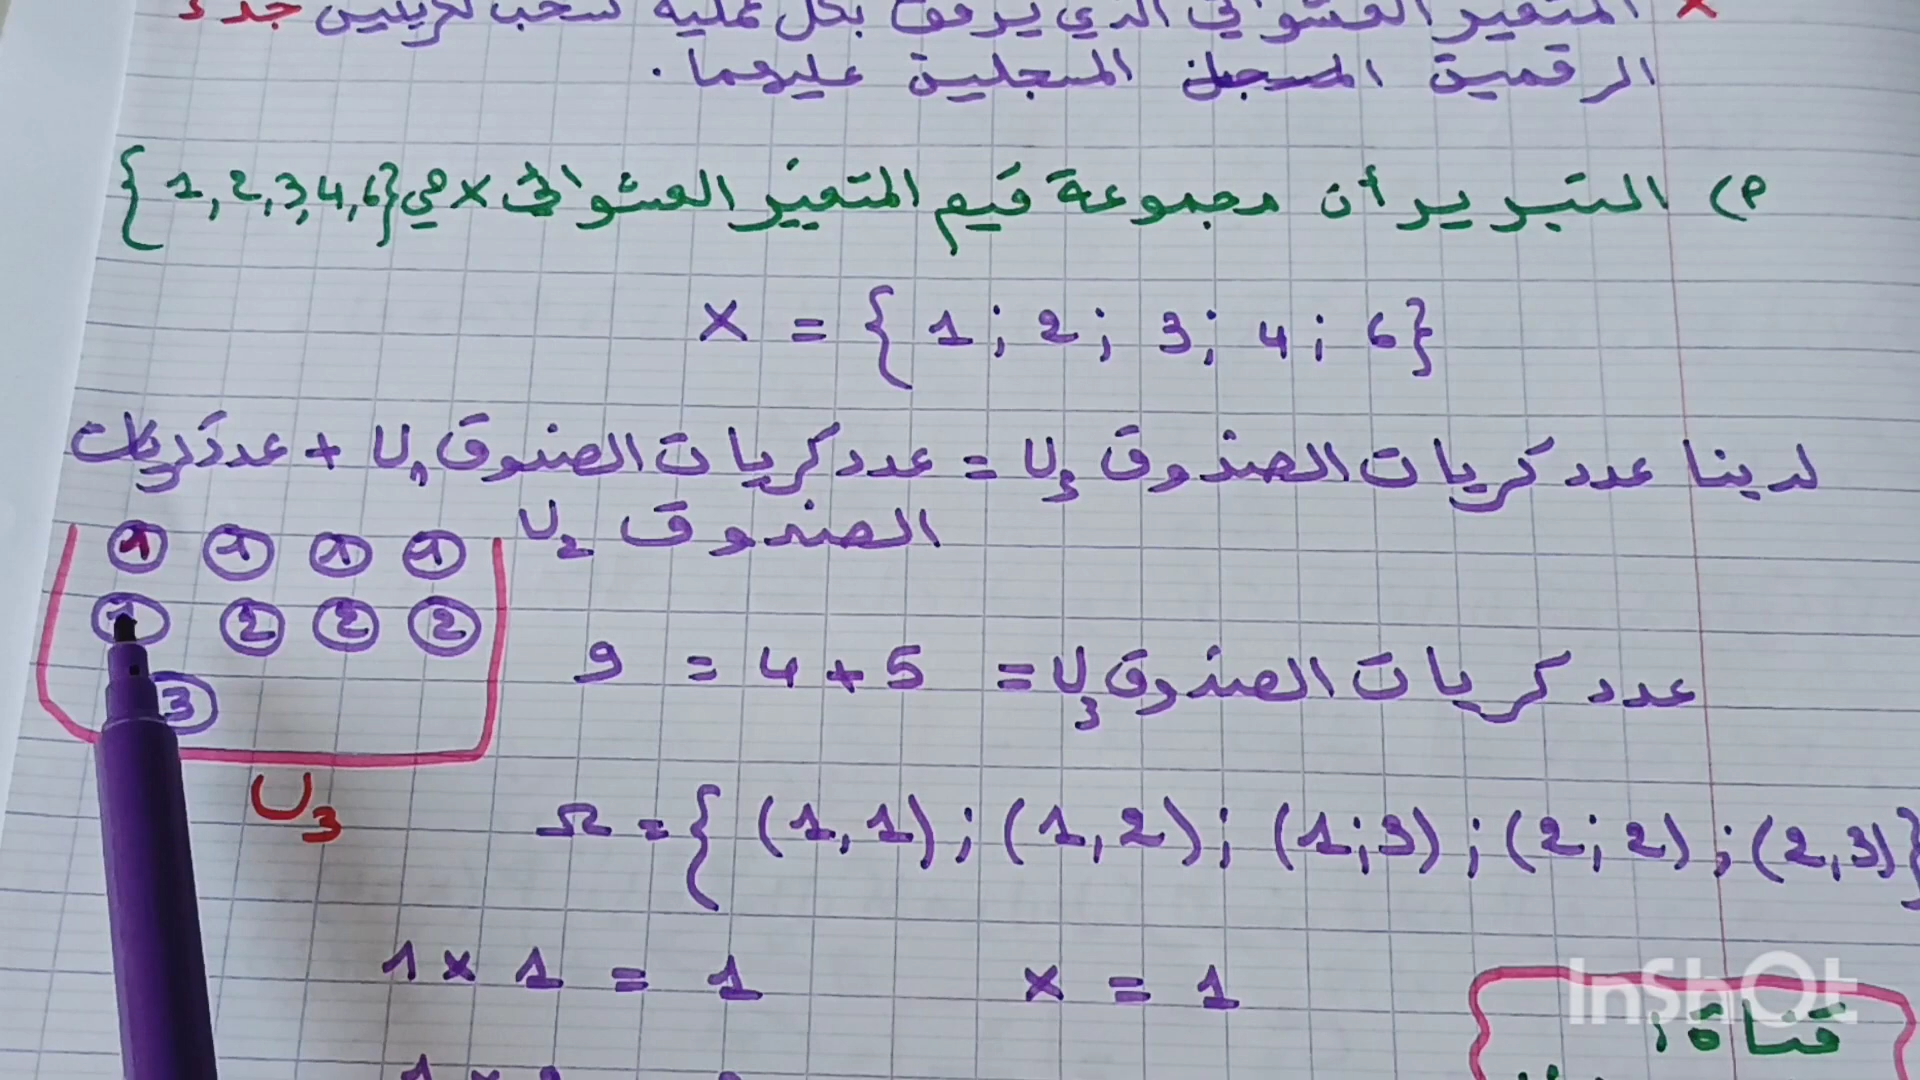 x المتغير العشوائي الذي يرفق بكل عملية سحب كريتين جداء
الرقمين المسجلين عليهما .
P) التبرير أن مجموعة قيم المتغير العشوائي x هي {1,2,3,4,6}
X = { 1 ; 2 ; 3 ; 4 ; 6 }
لدينا عدد كريات الصندوق U₃ = عدد كريات الصندوق U₁ + عدد كريات
الصندوق U₂
1 1 1 1
1 2 2 2
3
U₃
عدد كريات الصندوق U₃ = 5 + 4 = 9
Ω = { (1,1) ; (1,2) ; (1;3) ; (2;2) ; (2,3) }
1 × 1 = 1 x = 1
قناة:
InShOt